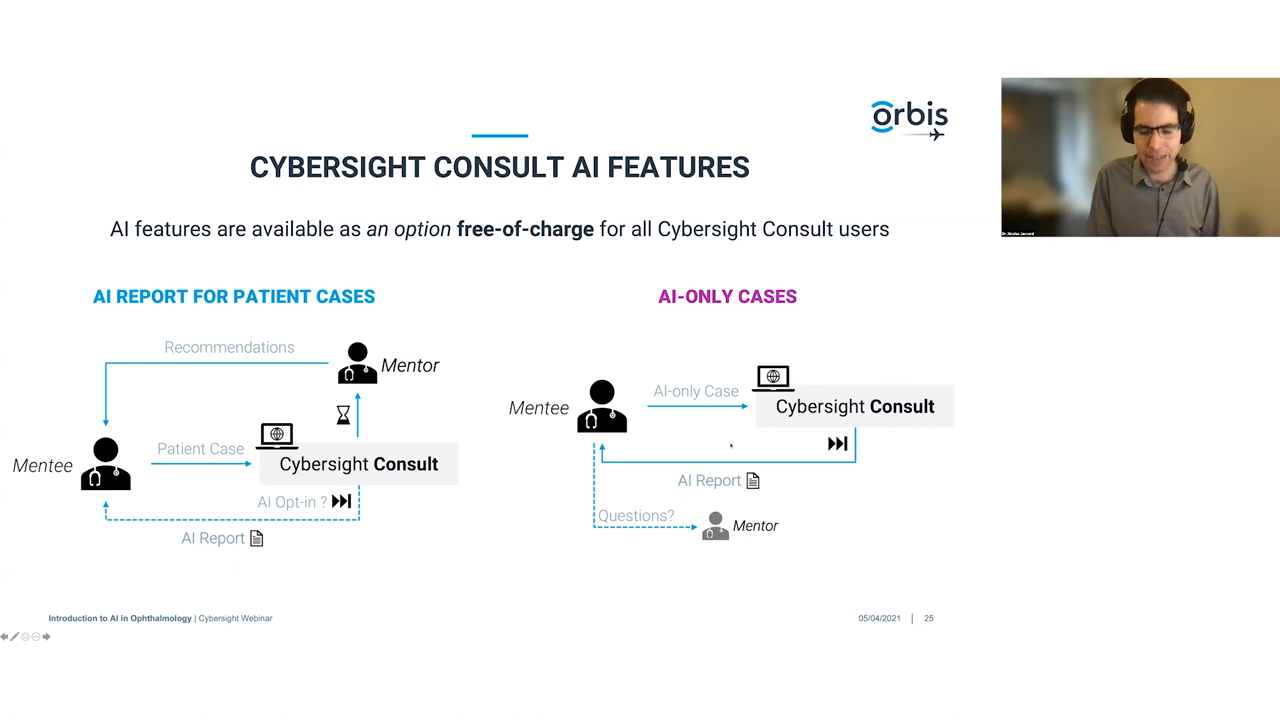 orbis
CYBERSIGHT CONSULT AI FEATURES
AI features are available as an option free-of-charge for all Cybersight Consult users
AI REPORT FOR PATIENT CASES
Recommendations
Mentor
Mentee
Patient Case
Cybersight Consult
AI Opt-in ?
AI Report
AI-ONLY CASES
Mentee
AI-only Case
Cybersight Consult
AI Report
Questions?
Mentor
Introduction to AI in Ophthalmology | Cybersight Webinar
05/04/2021 | 25
Dr. Nicolas Jaccard